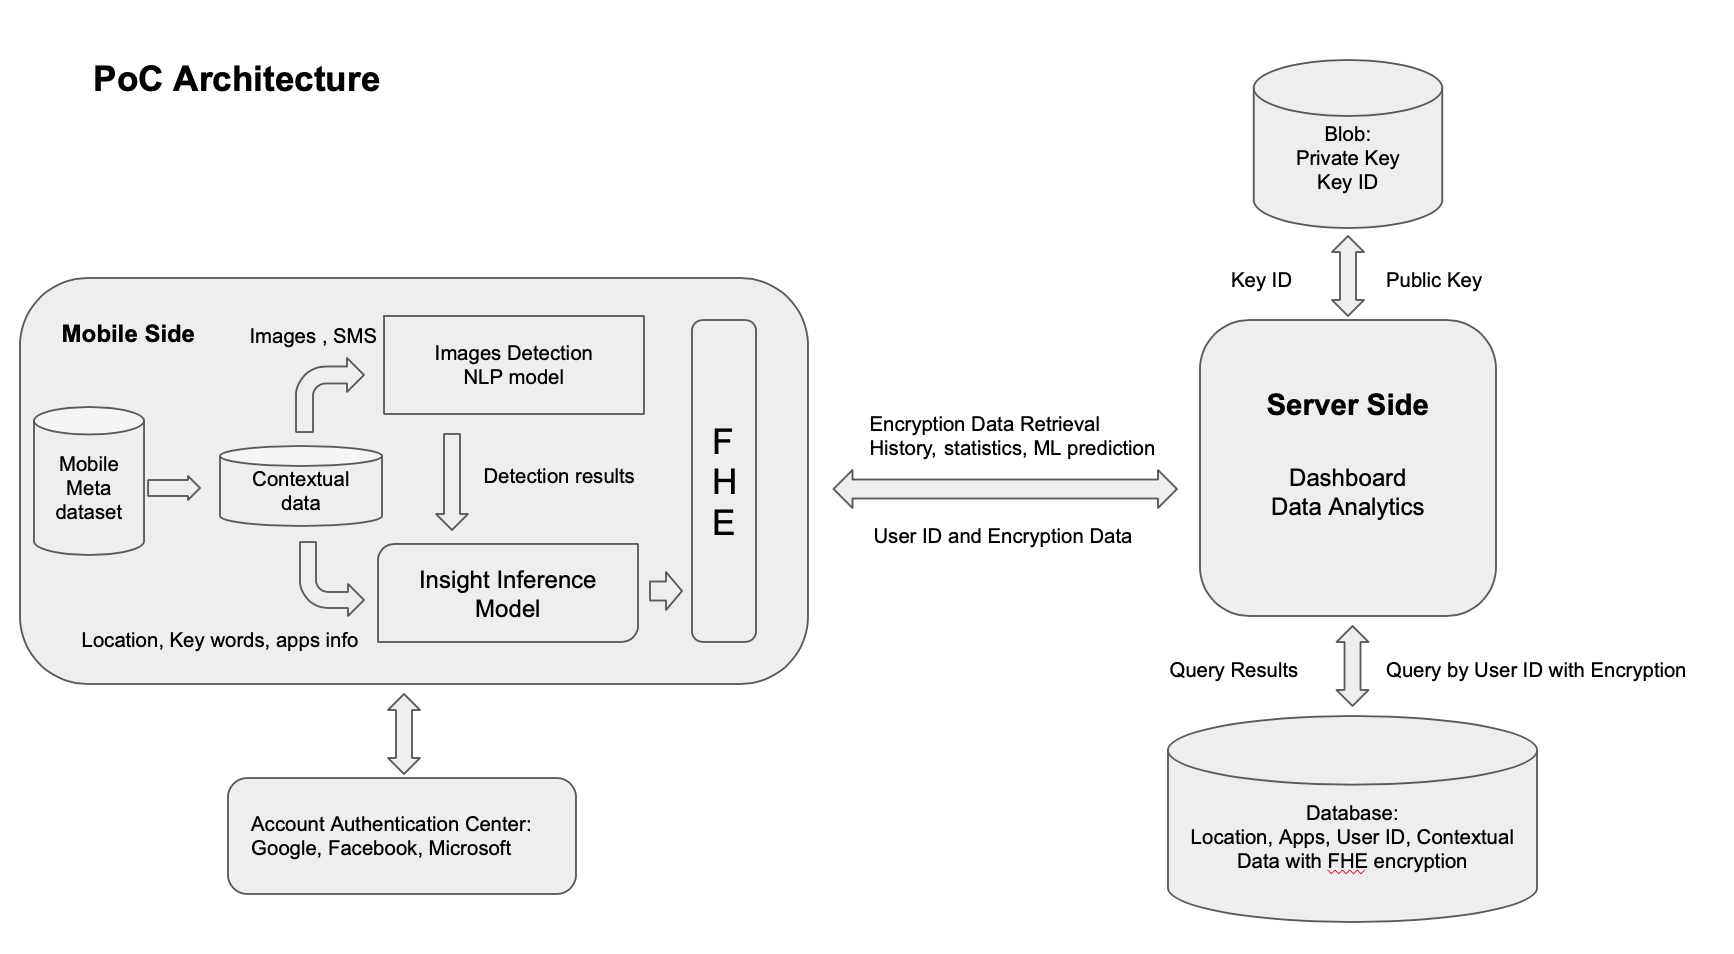 PoC Architecture
Blob:
Private Key
Key ID
Key ID
Public Key
Mobile Side
Images , SMS
Images Detection
NLP model
Mobile
Meta
dataset
Contextual
data
Detection results
Insight Inference
Model
Location, Key words, apps info
F
H
E
Encryption Data Retrieval
History, statistics, ML prediction
User ID and Encryption Data
Server Side
Dashboard
Data Analytics
Query Results
Query by User ID with Encryption
Account Authentication Center:
Google, Facebook, Microsoft
Database:
Location, Apps, User ID, Contextual
Data with FHE encryption